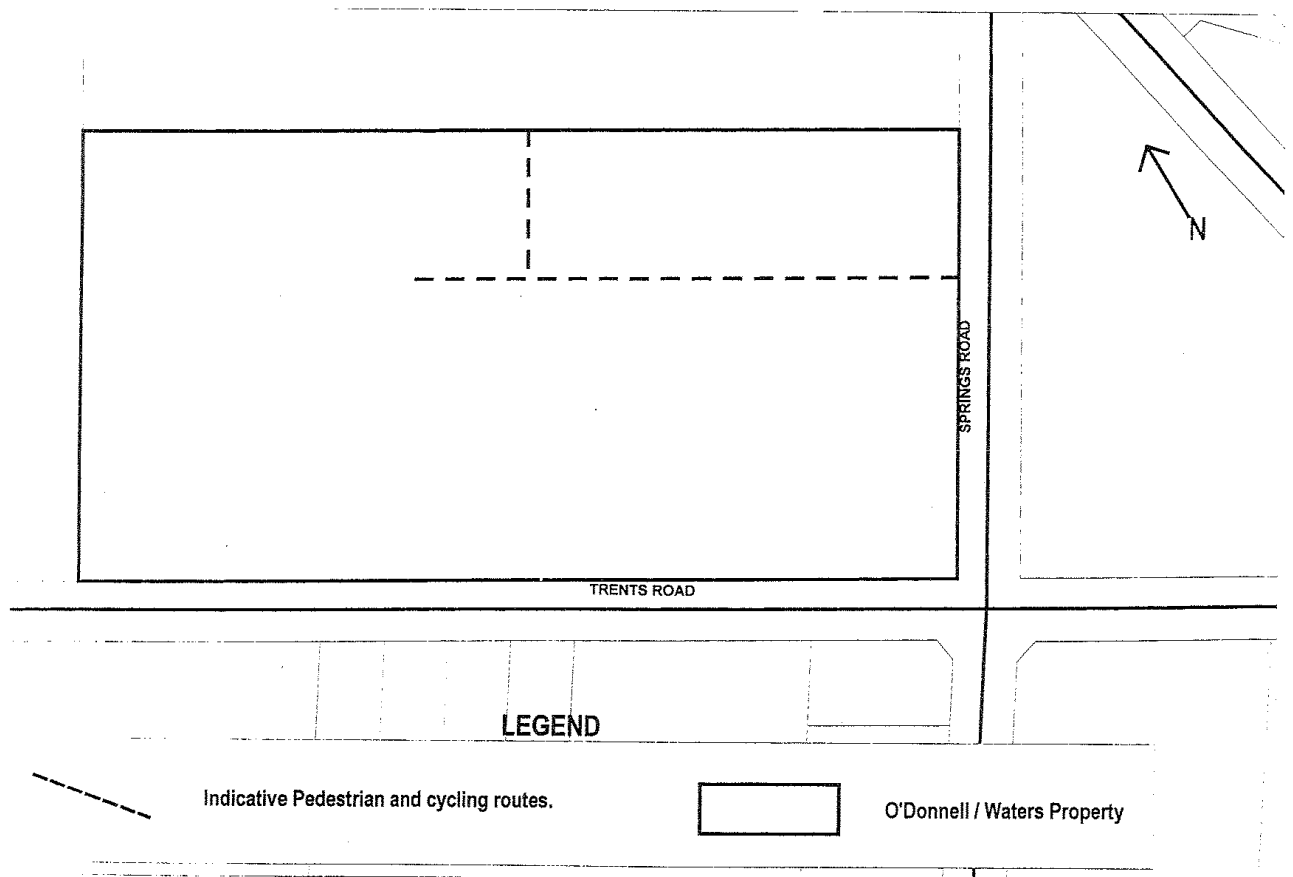 N
SPRINGS ROAD
TRENTS ROAD
LEGEND
Indicative Pedestrian and cycling routes.
O'Donnell / Waters Property